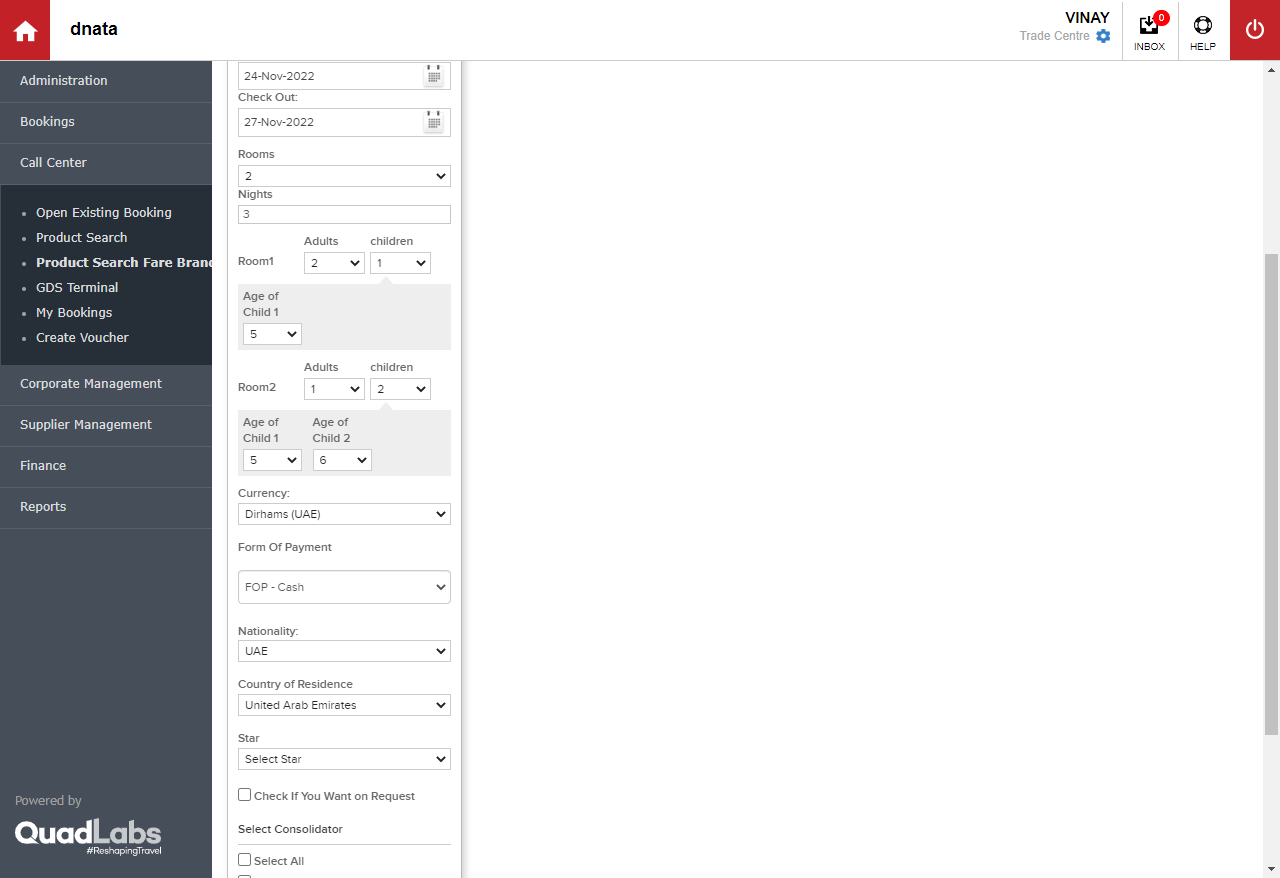 dnata
VINAY
Trade Centre
0
INBOX
HELP
Administration
Bookings
Call Center
Open Existing Booking
Product Search
Product Search Fare Brand
GDS Terminal
My Bookings
Create Voucher
Corporate Management
Supplier Management
Finance
Reports
Powered by
QuadLabs
#ReshapingTravel
24-Nov-2022
Check Out:
27-Nov-2022
Rooms
2
Nights
3
Adults children
Room1 2 1
Age of
Child 1
5
Adults children
Room2 1 2
Age of Age of
Child 1 Child 2
5 6
Currency:
Dirhams (UAE)
Form Of Payment
FOP - Cash
Nationality:
UAE
Country of Residence
United Arab Emirates
Star
Select Star
Check If You Want on Request
Select Consolidator
Select All